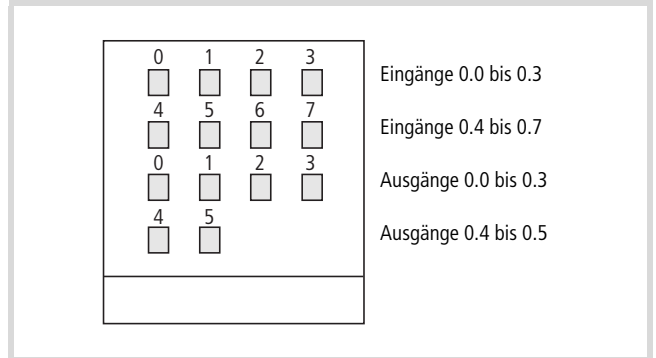 0 1 2 3
Eingänge 0.0 bis 0.3
4 5 6 7
Eingänge 0.4 bis 0.7
0 1 2 3
Ausgänge 0.0 bis 0.3
4 5
Ausgänge 0.4 bis 0.5